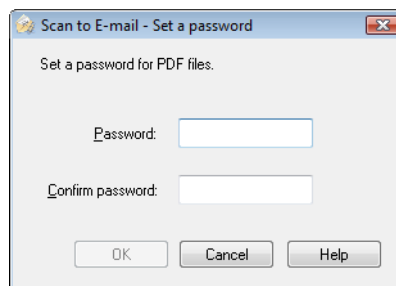 Scan to E-mail - Set a password
Set a password for PDF files.
Password:
Confirm password:
OK Cancel Help